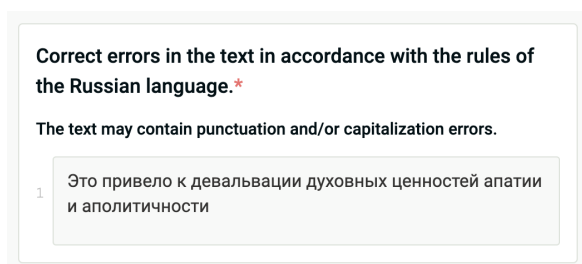 Correct errors in the text in accordance with the rules of
the Russian language.*
The text may contain punctuation and/or capitalization errors.
1
Это привело к девальвации духовных ценностей апатии
и аполитичности